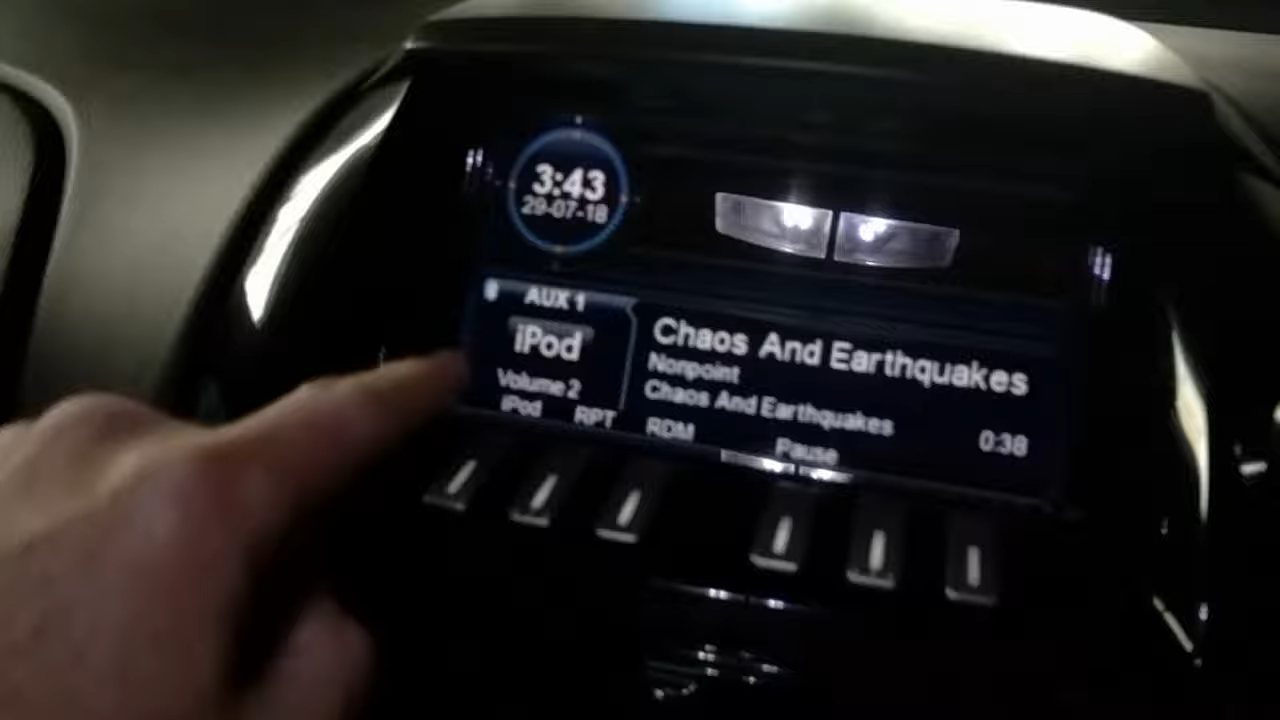 3:43
29-07-18
AUX 1
iPod
Volume 2
iPod RPT RDM Pause
Chaos And Earthquakes
Nonpoint
Chaos And Earthquakes
0:38